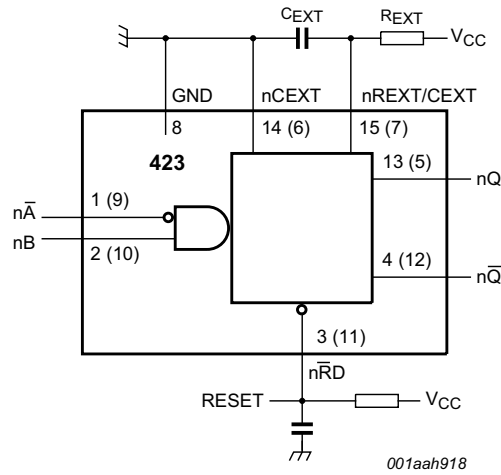 CEXT
REXT
VCC
GND
nCEXT
nREXT/CEXT
8
14 (6)
15 (7)
423
13 (5)
nQ
nA̅
1 (9)
nB
2 (10)
4 (12)
nQ̅
3 (11)
nR̅D
RESET
VCC
001aah918